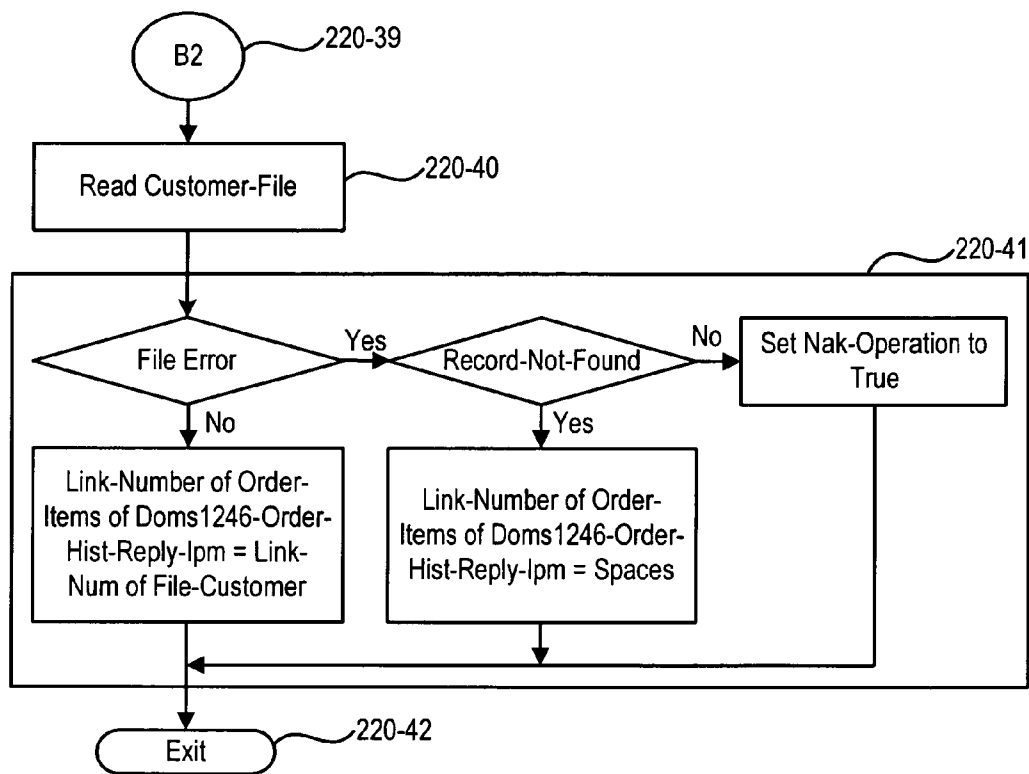 B2
220-39
Read Customer-File
220-40
220-41
File Error
Yes
Record-Not-Found
No
Set Nak-Operation to
True
No
Yes
Link-Number of Order-
Items of Doms1246-Order-
Hist-Reply-Ipm = Link-
Num of File-Customer
Link-Number of Order-
Items of Doms1246-Order-
Hist-Reply-Ipm = Spaces
Exit
220-42